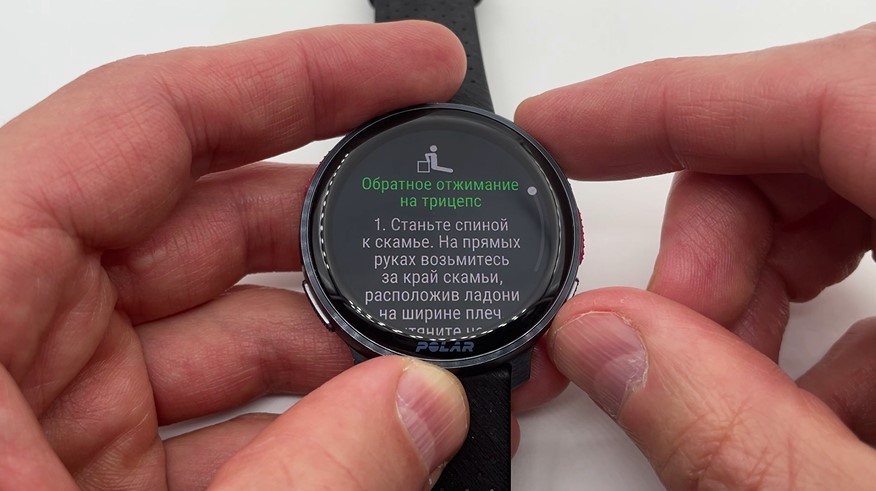 Обратное отжимание
на трицепс
1. Станьте спиной
к скамье. На прямых
руках возьмитесь
за край скамьи,
расположив ладони
на ширине плеч
POLAR